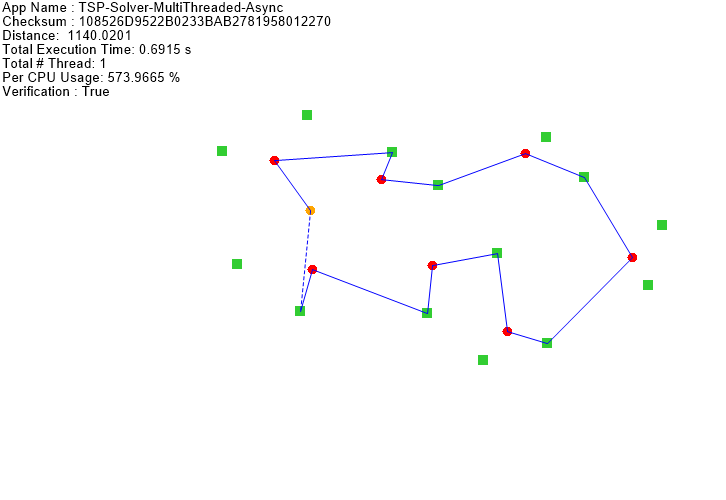 App Name : TSP-Solver-MultiThreaded-Async
Checksum : 108526D9522B0233BAB2781958012270
Distance:  1140.0201
Total Execution Time: 0.6915 s
Total # Thread: 1
Per CPU Usage: 573.9665 %
Verification : True